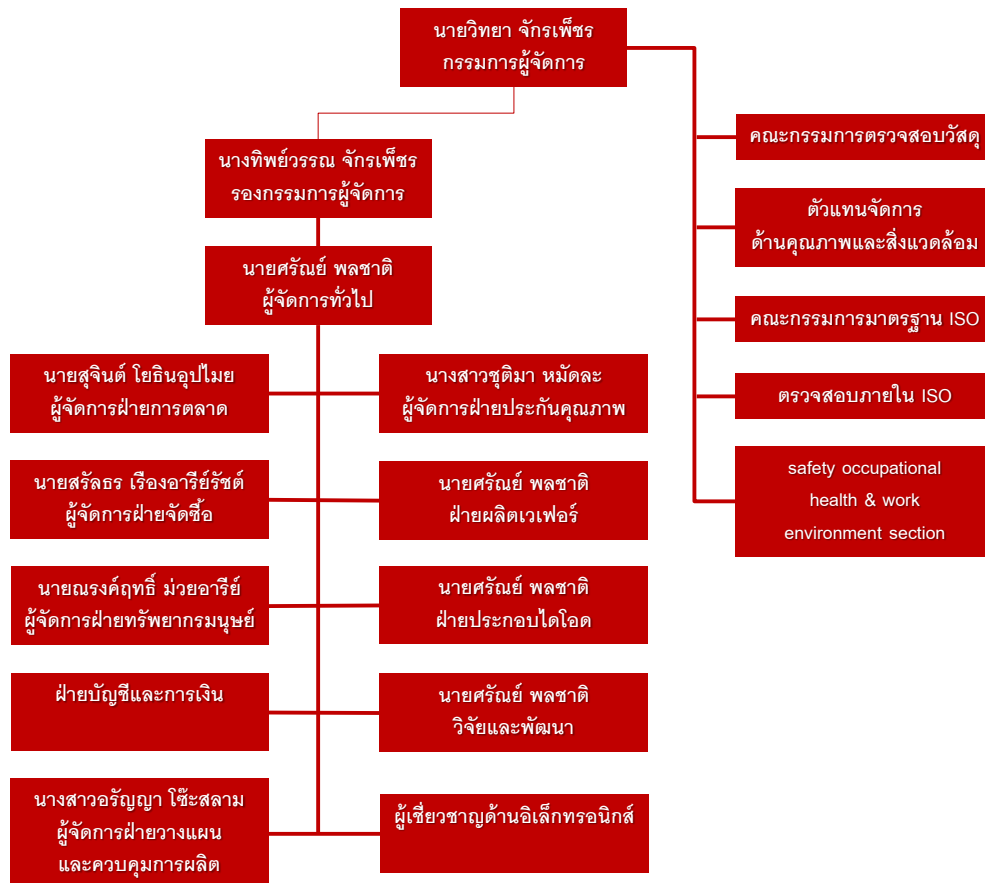 นายวิทยา จักรเพ็ชร
กรรมการผู้จัดการ
นางทิพย์วรรณ จักรเพ็ชร
รองกรรมการผู้จัดการ
นายศรัณย์ พลชาติ
ผู้จัดการทั่วไป
นายสุจินต์ โยธินอุปไมย
ผู้จัดการฝ่ายการตลาด
นางสาวชุติมา หมัดละ
ผู้จัดการฝ่ายประกันคุณภาพ
นายสรัลธร เรืองอารีย์รัชต์
ผู้จัดการฝ่ายจัดซื้อ
นายศรัณย์ พลชาติ
ฝ่ายผลิตเวเฟอร์
นายณรงค์ฤทธิ์ ม่วยอารีย์
ผู้จัดการฝ่ายทรัพยากรมนุษย์
นายศรัณย์ พลชาติ
ฝ่ายประกอบไดโอด
ฝ่ายบัญชีและการเงิน
นายศรัณย์ พลชาติ
วิจัยและพัฒนา
นางสาวอรัญญา โซ๊ะสลาม
ผู้จัดการฝ่ายวางแผน
และควบคุมการผลิต
ผู้เชี่ยวชาญด้านอิเล็กทรอนิกส์
คณะกรรมการตรวจสอบวัสดุ
ตัวแทนจัดการ
ด้านคุณภาพและสิ่งแวดล้อม
คณะกรรมการมาตรฐาน ISO
ตรวจสอบภายใน ISO
safety occupational
health & work
environment section